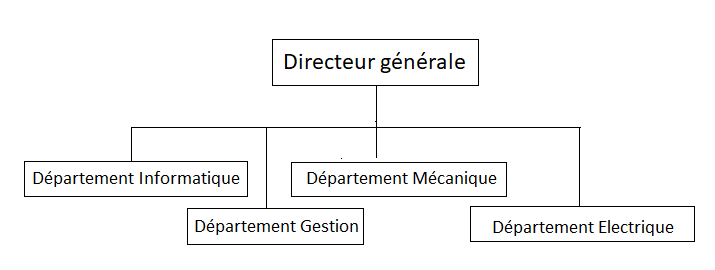 Directeur générale
Département Informatique
Département Mécanique
Département Gestion
Département Electrique